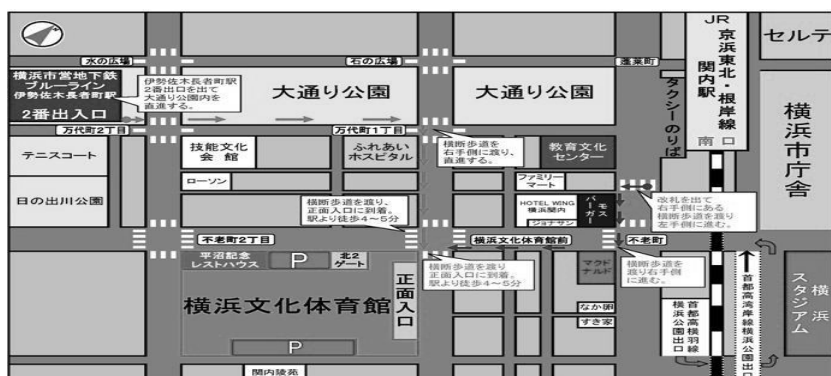 JR
京浜東北・根岸線
関内駅
南口
セルテ
水の広場
石の広場
蓬莱町
横浜市営地下鉄
ブルーライン
伊勢佐木長者町駅
2番出入口
伊勢佐木長者町駅
2番出口を出て
大通り公園内を
直進する。
大通り公園
大通り公園
タクシーのりば
横浜市庁舎
万代町2丁目
万代町1丁目
テニスコート
技能文化
会館
ふれあい
ホスピタル
横断歩道を
右手側に渡り、
直進する。
教育文化
センター
日の出川公園
ローソン
横断歩道を渡り、
正面入口に到着。
駅より徒歩4~5分
ファミリー
マート
HOTEL WING
横浜関内
ジョナサン
モス
バーガー
改札を出て
右手側にある
横断歩道を渡り
左手側に進む。
不老町2丁目
横浜文化体育館前
不老町
平沼記念
レストハウス
P
北2
ゲート
正面入口
横断歩道を渡り
正面入口に到着。
駅より徒歩4~5分
マクド
ナルド
横断歩道を
渡り右手側
に進む。
横浜文化体育館
なか卯
すき家
首都高横羽線
横浜公園出口
首都高湾岸線横浜公園出口
横浜
スタジアム
P
関内陵苑